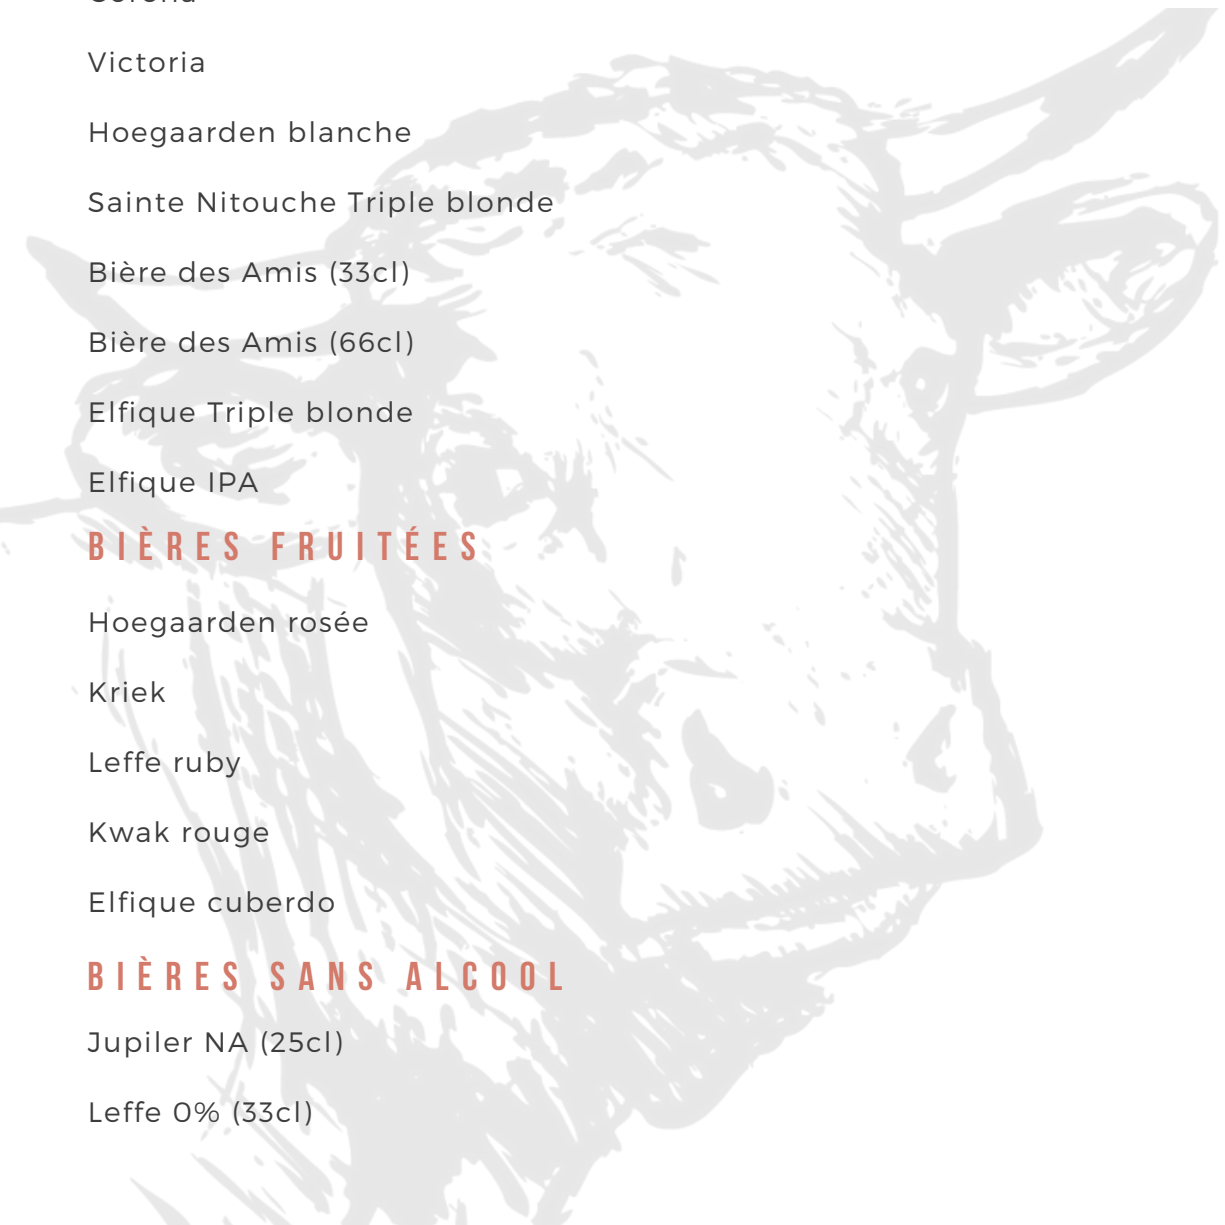 Corona
Victoria
Hoegaarden blanche
Sainte Nitouche Triple blonde
Bière des Amis (33cl)
Bière des Amis (66cl)
Elfique Triple blonde
Elfique IPA
BIÈRES FRUITÉES
Hoegaarden rosée
Kriek
Leffe ruby
Kwak rouge
Elfique cuberdo
BIÈRES SANS ALCOOL
Jupiler NA (25cl)
Leffe 0% (33cl)